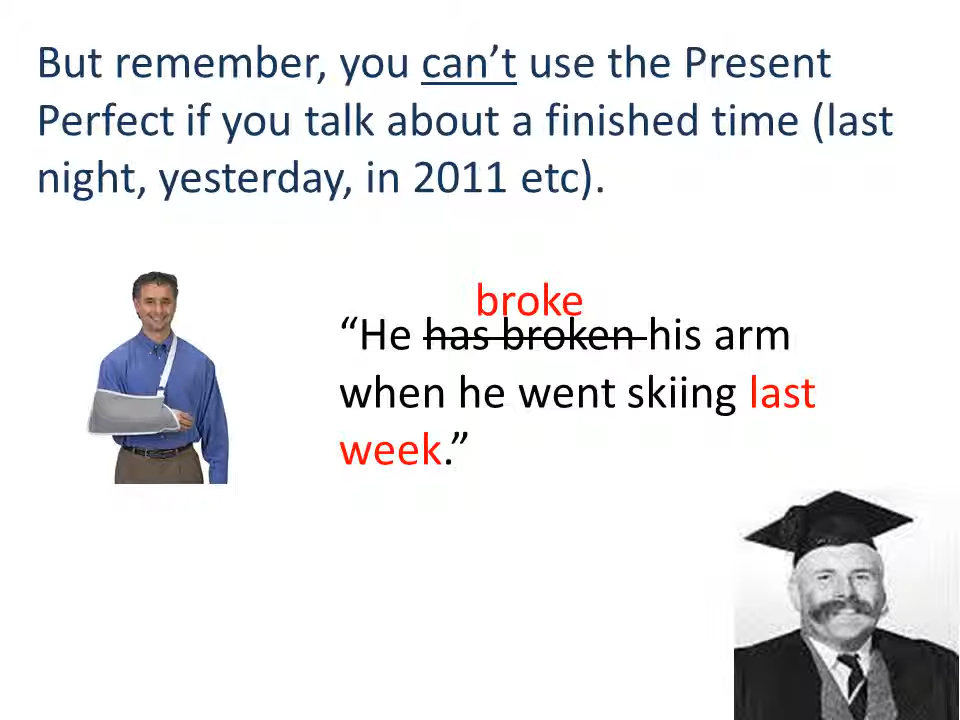 But remember, you can’t use the Present
Perfect if you talk about a finished time (last
night, yesterday, in 2011 etc).
broke
“He has broken his arm
when he went skiing last
week.”